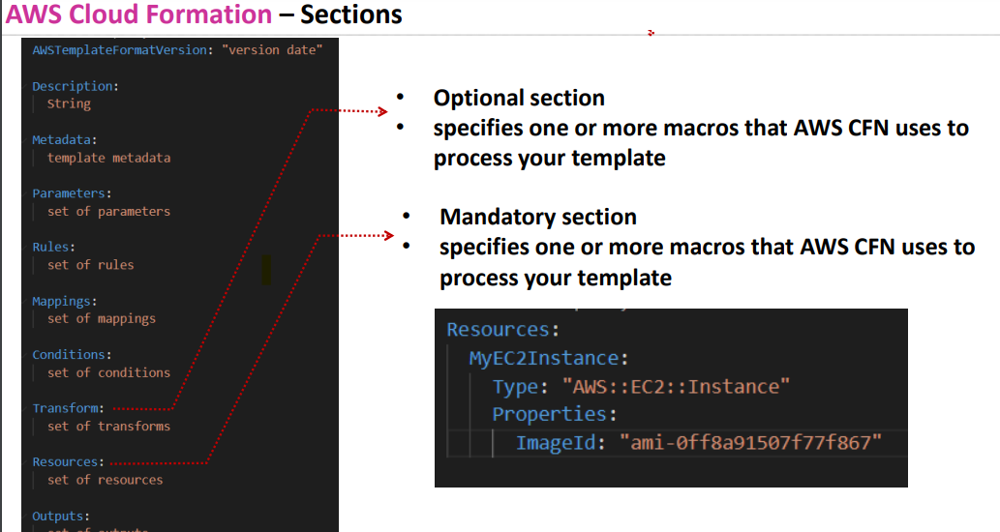 AWS Cloud Formation – Sections
AWSTemplateFormatVersion: "version date"
Description:
String
Metadata:
template metadata
Parameters:
set of parameters
Rules:
set of rules
Mappings:
set of mappings
Conditions:
set of conditions
Transform:
set of transforms
Resources:
set of resources
Outputs:
• Optional section
• specifies one or more macros that AWS CFN uses to
process your template
• Mandatory section
• specifies one or more macros that AWS CFN uses to
process your template
Resources:
MyEC2Instance:
Type: "AWS::EC2::Instance"
Properties:
ImageId: "ami-0ff8a91507f77f867"